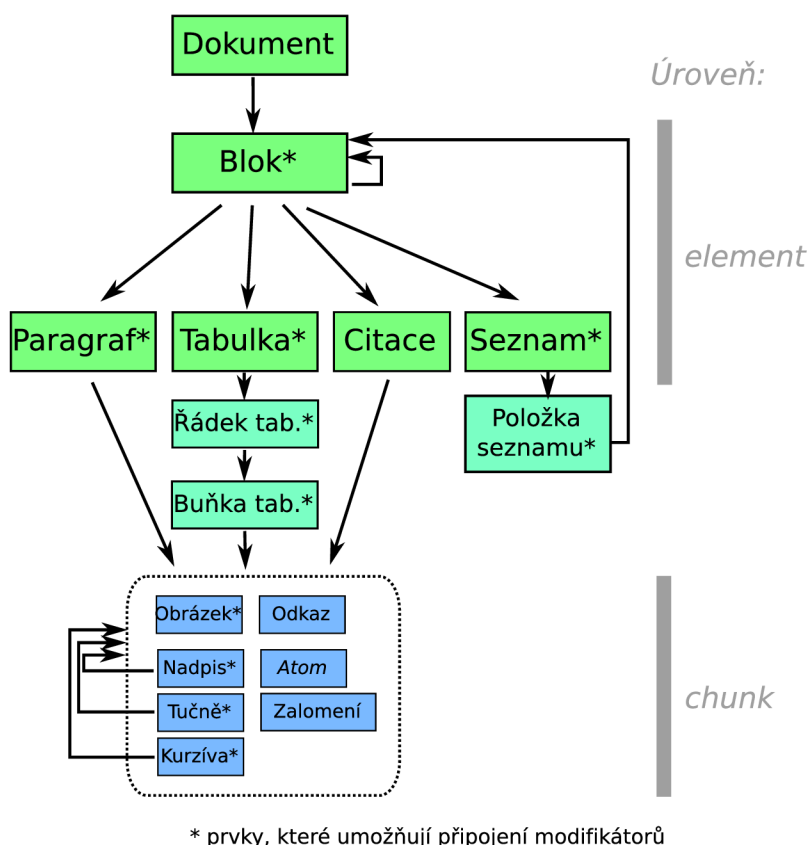 Dokument
Úroveň:
Blok*
element
Paragraf*
Tabulka*
Citace
Seznam*
Řádek tab.*
Položka
seznamu*
Buňka tab.*
Obrázek*
Odkaz
Nadpis*
Atom
Tučně*
Zalomení
chunk
Kurzíva*
* prvky, které umožňují připojení modifikátorů